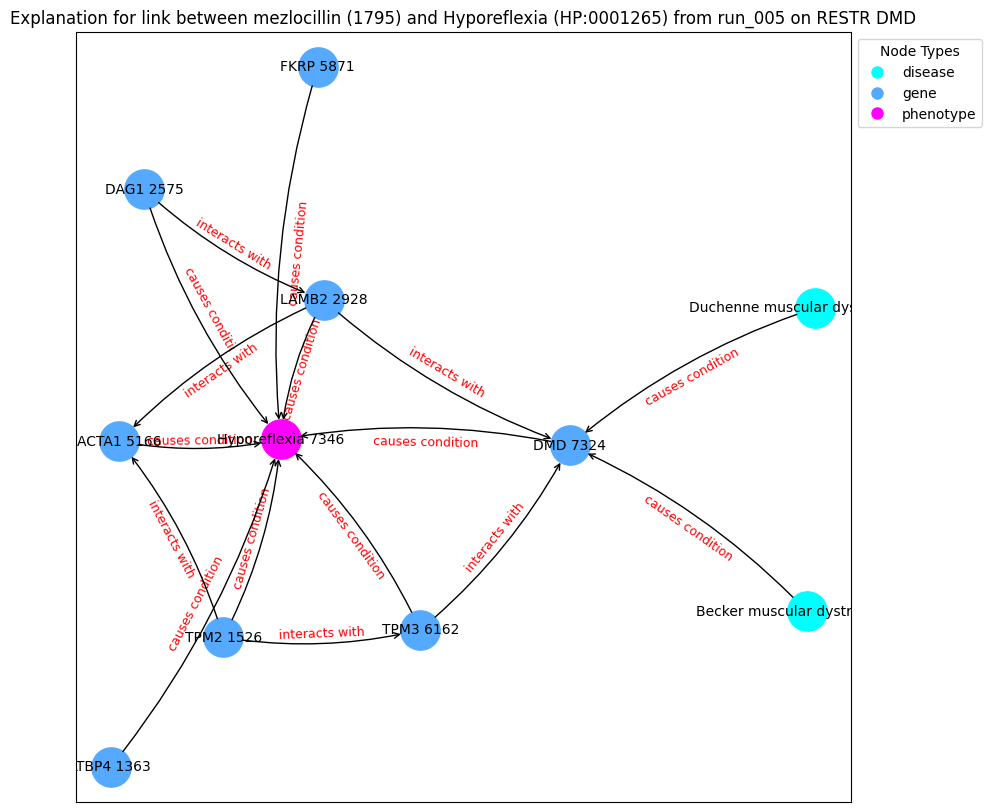 Explanation for link between mezlocillin (1795) and Hyporeflexia (HP:0001265) from run_005 on RESTR DMD
Node Types
disease
gene
phenotype
FKRP 5871
DAG1 2575
interacts with
causes condition
causes conditi
LAMB2 2928
Duchenne muscular dys
interacts with
interacts with
causes condition
causes condition
ACTA1 5166
causes condition
Hyporeflexia 7346
causes condition
DMD 7324
interacts with
causes condition
causes condition
interacts with
causes condition
causes condition
Becker muscular dystr
TPM2 1526
interacts with
TPM3 6162
TBP4 1363